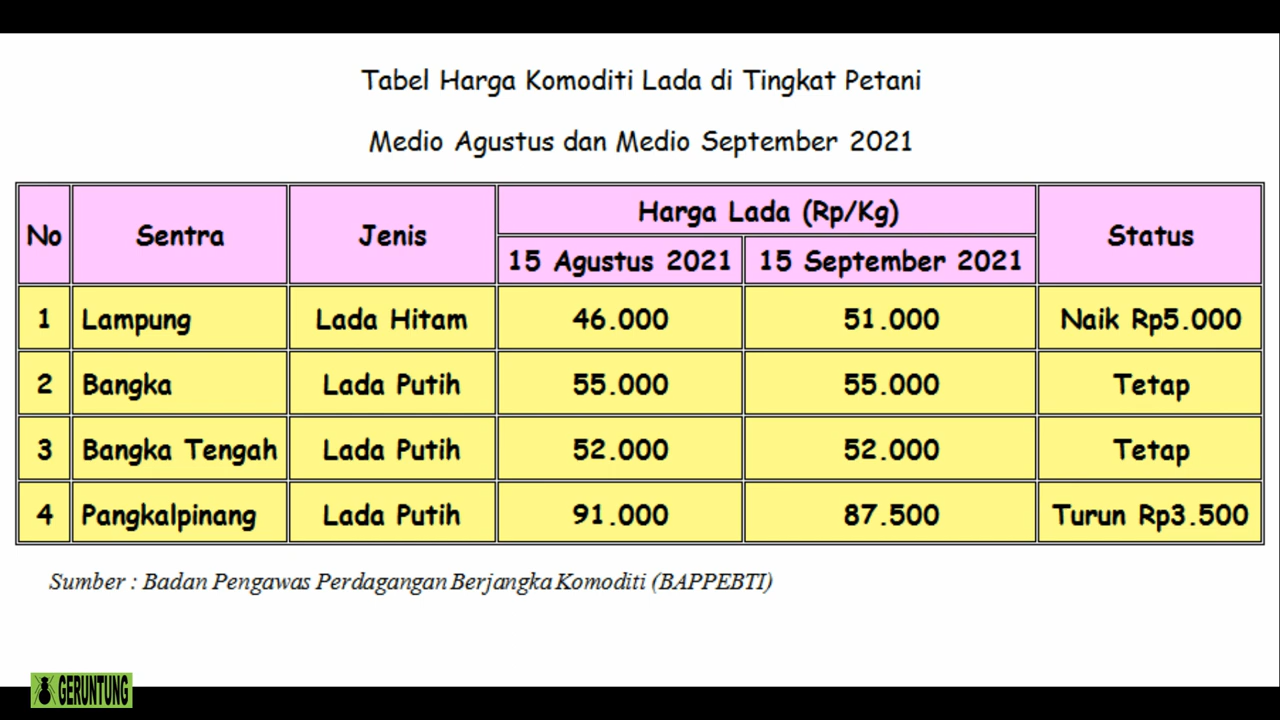 Tabel Harga Komoditi Lada di Tingkat Petani
Medio Agustus dan Medio September 2021
No Sentra Jenis Harga Lada (Rp/Kg) Status
15 Agustus 2021 15 September 2021
1 Lampung Lada Hitam 46.000 51.000 Naik Rp5.000
2 Bangka Lada Putih 55.000 55.000 Tetap
3 Bangka Tengah Lada Putih 52.000 52.000 Tetap
4 Pangkalpinang Lada Putih 91.000 87.500 Turun Rp3.500
Sumber : Badan Pengawas Perdagangan Berjangka Komoditi (BAPPEBTI)
GERUNTUNG